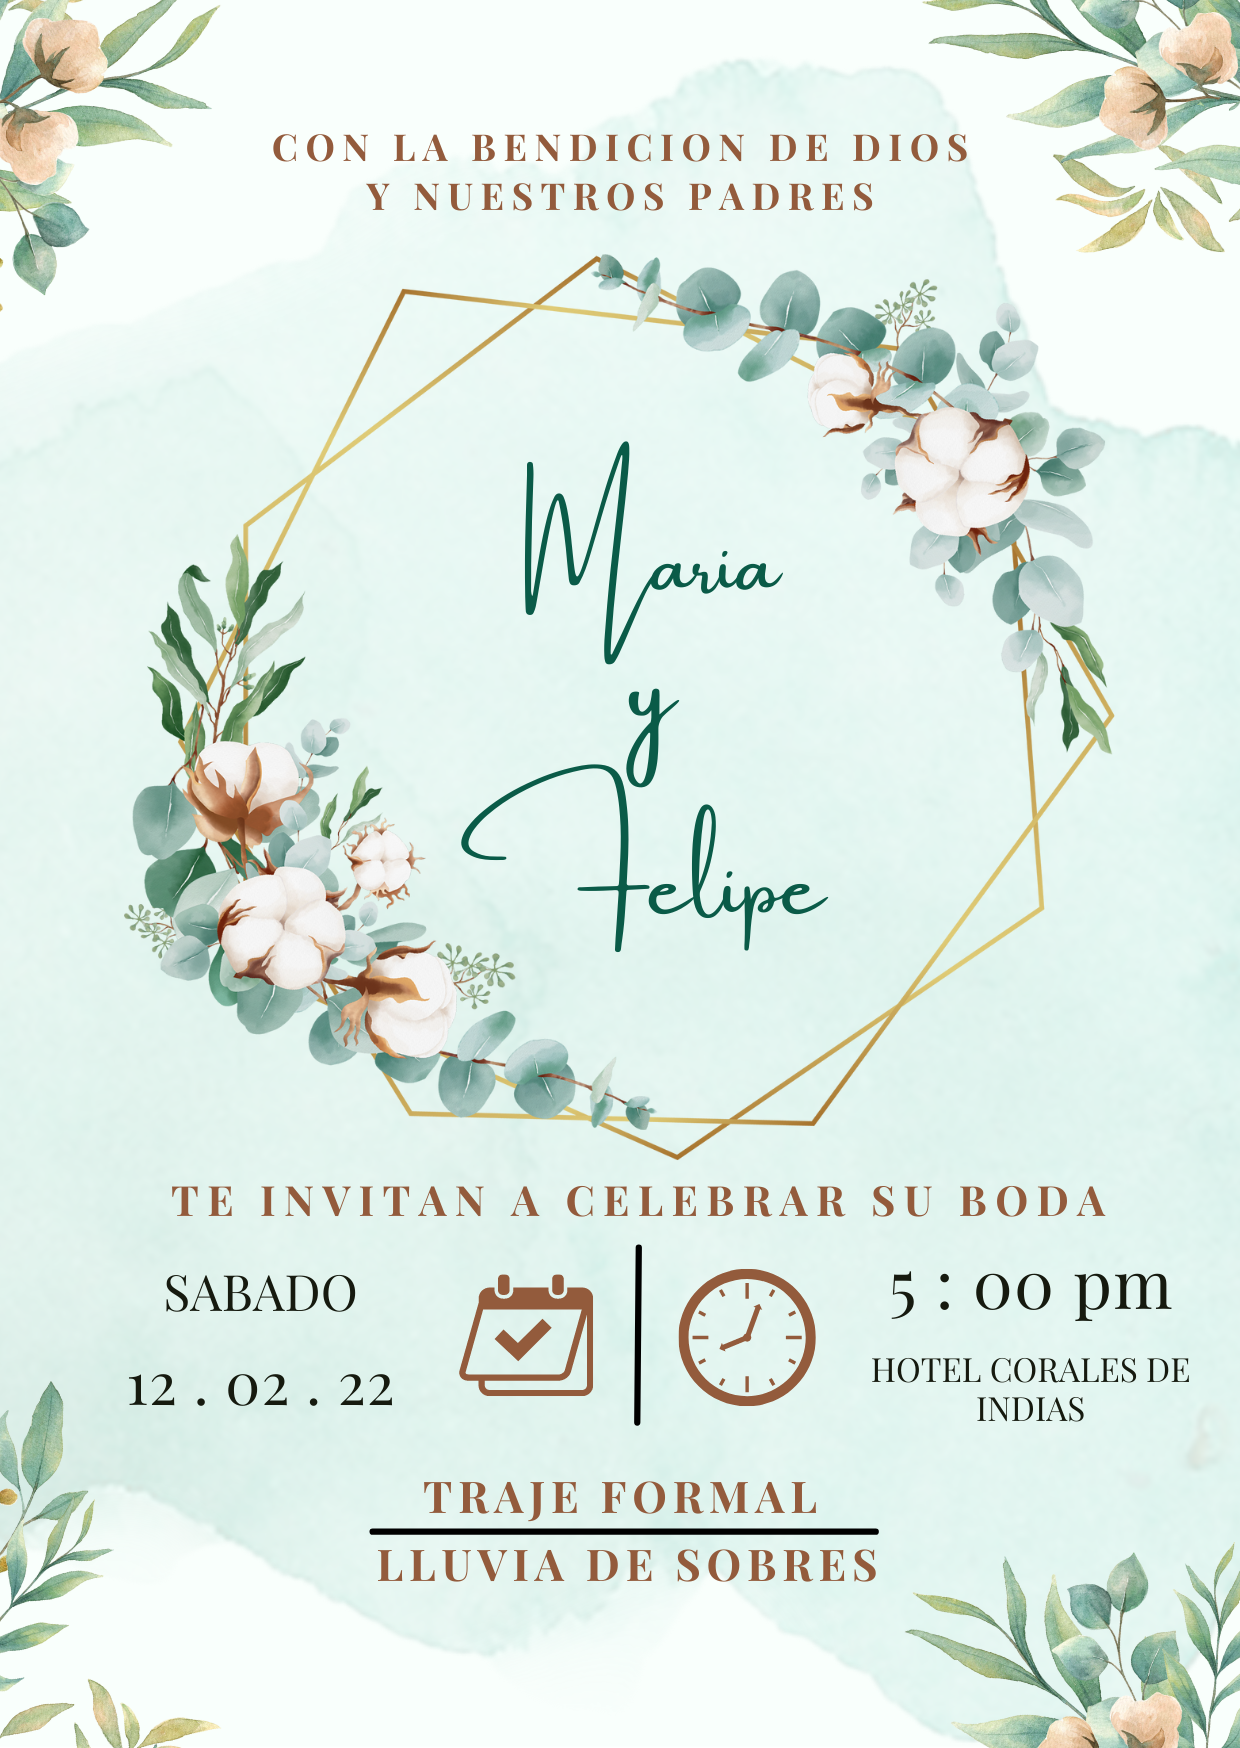 CON LA BENDICION DE DIOS
Y NUESTROS PADRES
Maria
y
Felipe
TE INVITAN A CELEBRAR SU BODA
SABADO
12 . 02 . 22
5 : 00 pm
HOTEL CORALES DE
INDIAS
TRAJE FORMAL
LLUVIA DE SOBRES